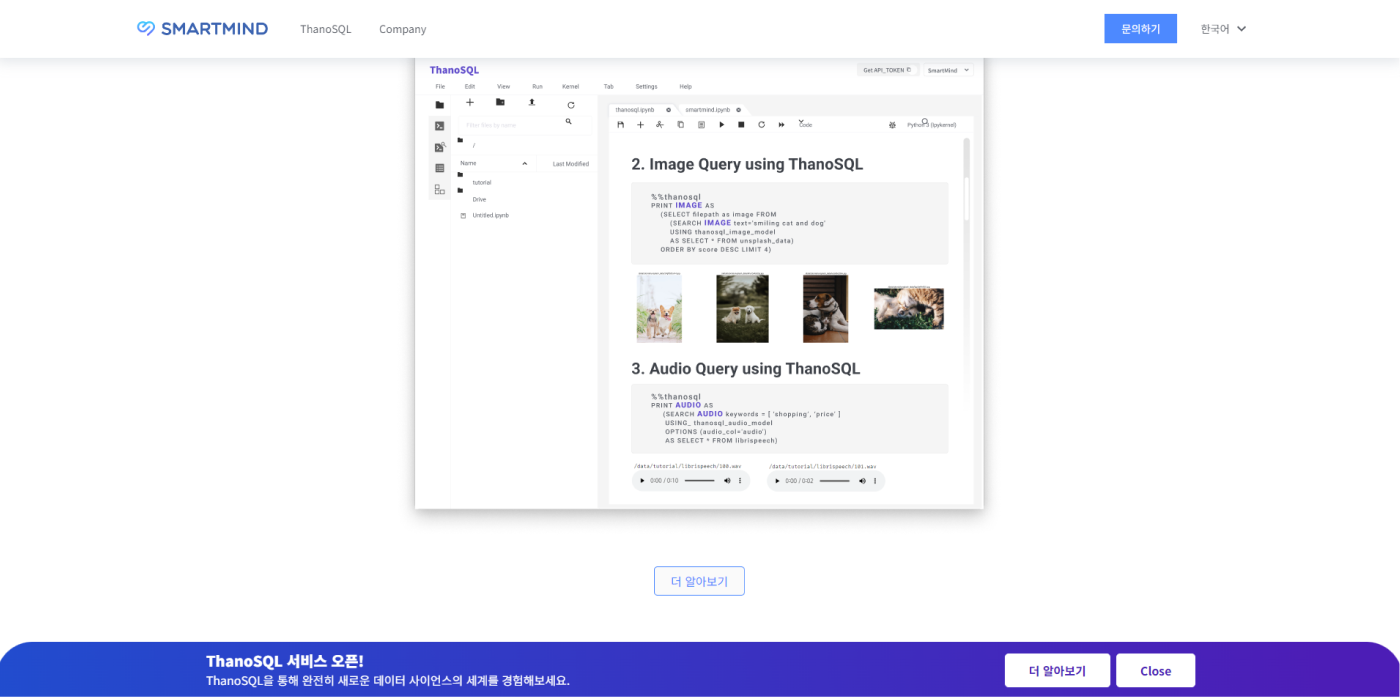 SMARTMIND
ThanoSQL
Company
문의하기
한국어
ThanoSQL
Get API_TOKEN
SmartMind
File
Edit
View
Run
Kernel
Tab
Settings
Help
thanosql.ipynb
smartmind.ipynb
Code
Python 3 (ipykernel)
Filter files by name
/
Name
Last Modified
tutorial
Drive
Untitled.ipynb
2. Image Query using ThanoSQL
%%thanosql
PRINT IMAGE AS
(SELECT filepath as image FROM
(SEARCH IMAGE text='smiling cat and dog'
USING thanosql_image_model
AS SELECT * FROM unsplash_data)
ORDER BY score DESC LIMIT 4)
3. Audio Query using ThanoSQL
%%thanosql
PRINT AUDIO AS
(SEARCH AUDIO keywords = [ 'shopping', 'price' ]
USING_ thanosql_audio_model
OPTIONS (audio_col='audio')
AS SELECT * FROM librispeech)
/data/tutorial/librispeech/100.wav
/data/tutorial/librispeech/101.wav
0:00 / 0:10
0:00 / 0:02
더 알아보기
ThanoSQL 서비스 오픈!
ThanoSQL을 통해 완전히 새로운 데이터 사이언스의 세계를 경험해보세요.
더 알아보기
Close